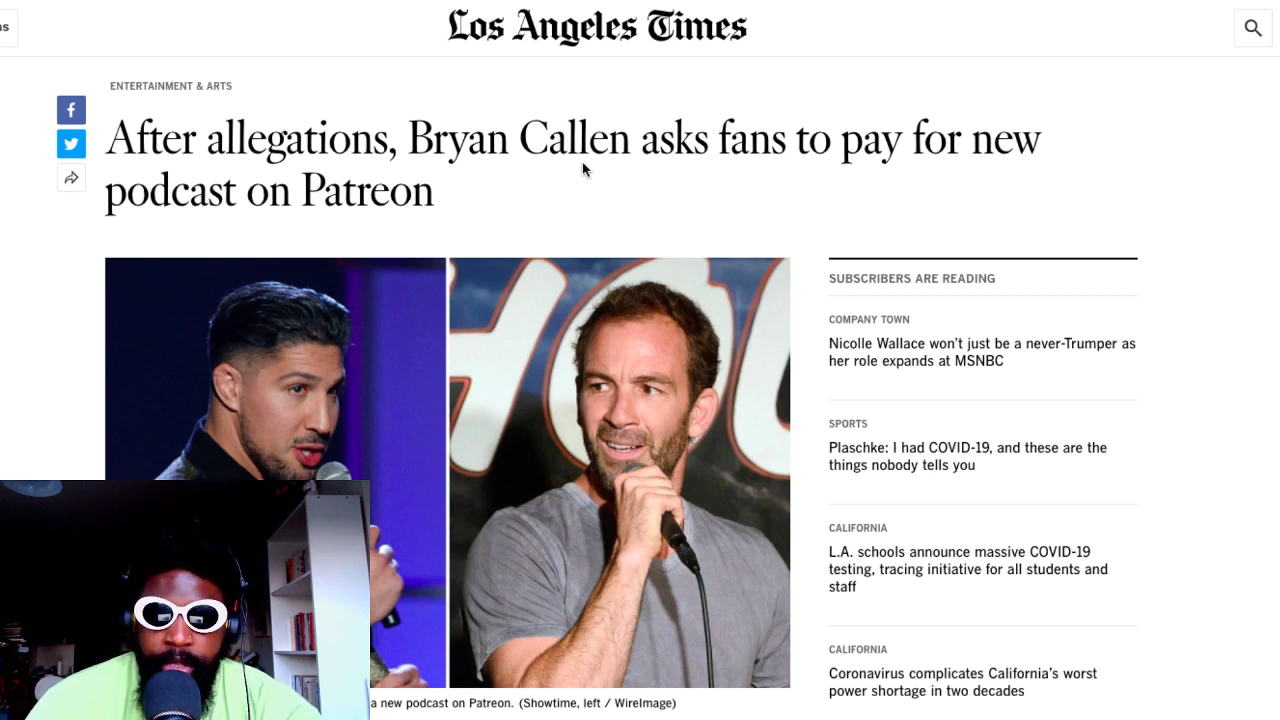 Los Angeles Times
ENTERTAINMENT & ARTS
After allegations, Bryan Callen asks fans to pay for new
podcast on Patreon
a new podcast on Patreon. (Showtime, left / WireImage)
SUBSCRIBERS ARE READING
COMPANY TOWN
Nicolle Wallace won't just be a never-Trumper as
her role expands at MSNBC
SPORTS
Plaschke: I had COVID-19, and these are the
things nobody tells you
CALIFORNIA
L.A. schools announce massive COVID-19
testing, tracing initiative for all students and
staff
CALIFORNIA
Coronavirus complicates California's worst
power shortage in two decades